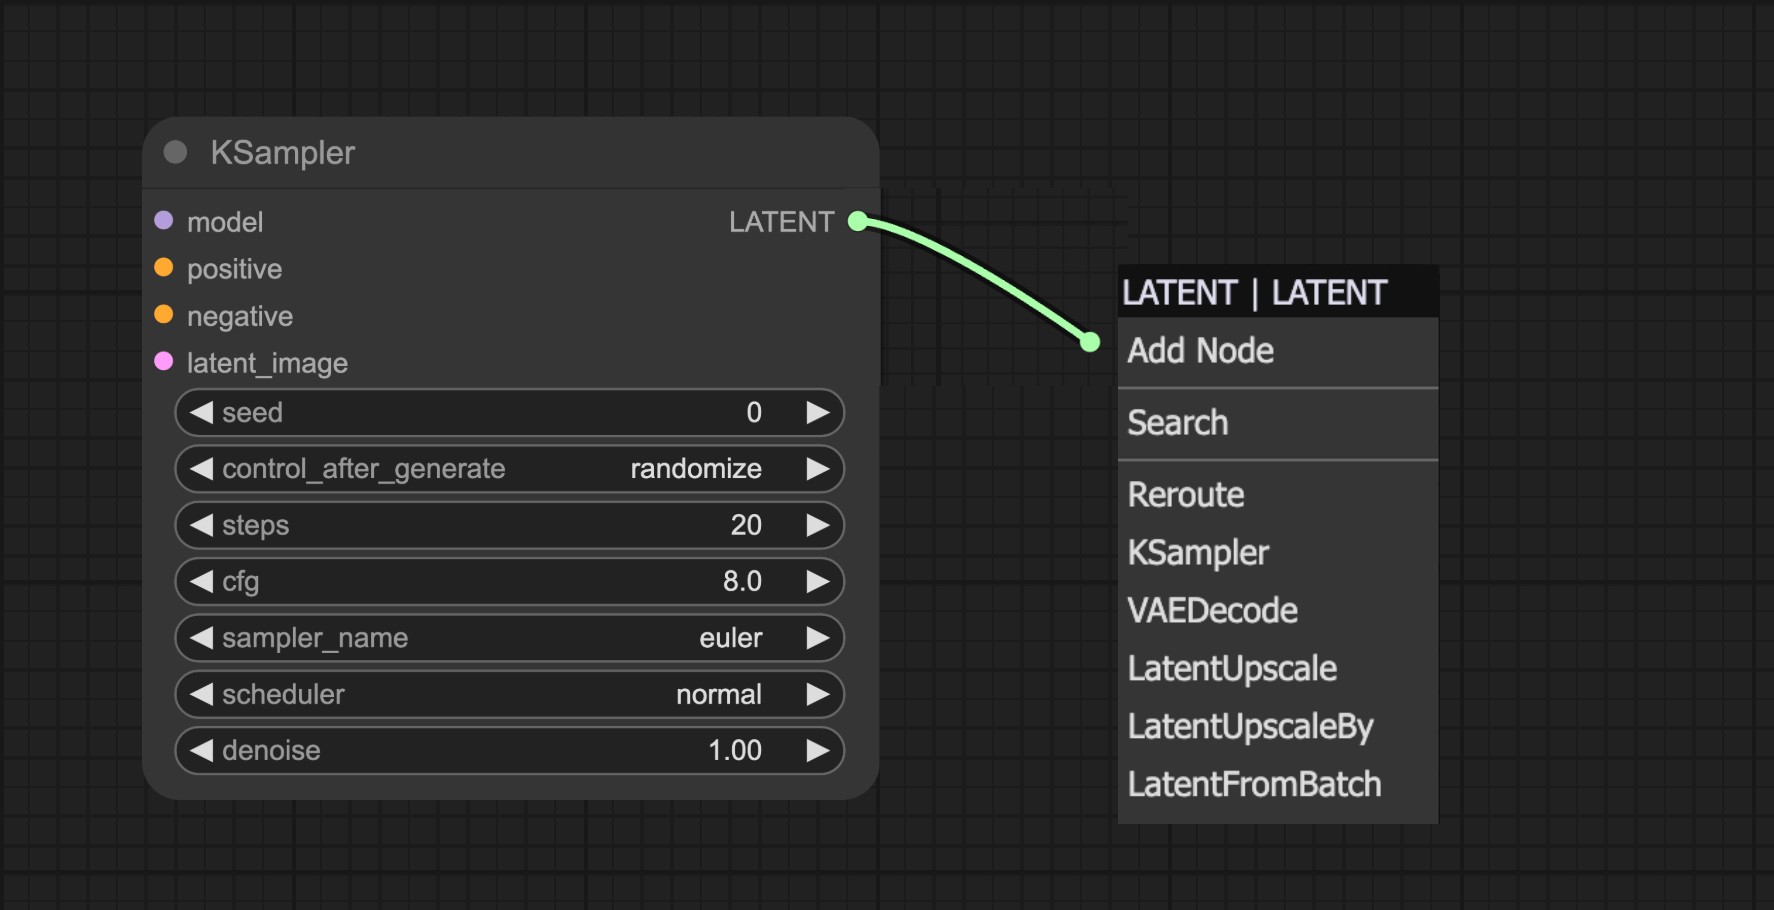 KSampler
model LATENT
positive
negative
latent_image
seed 0
control_after_generate randomize
steps 20
cfg 8.0
sampler_name euler
scheduler normal
denoise 1.00
LATENT | LATENT
Add Node
Search
Reroute
KSampler
VAEDecode
LatentUpscale
LatentUpscaleBy
LatentFromBatch